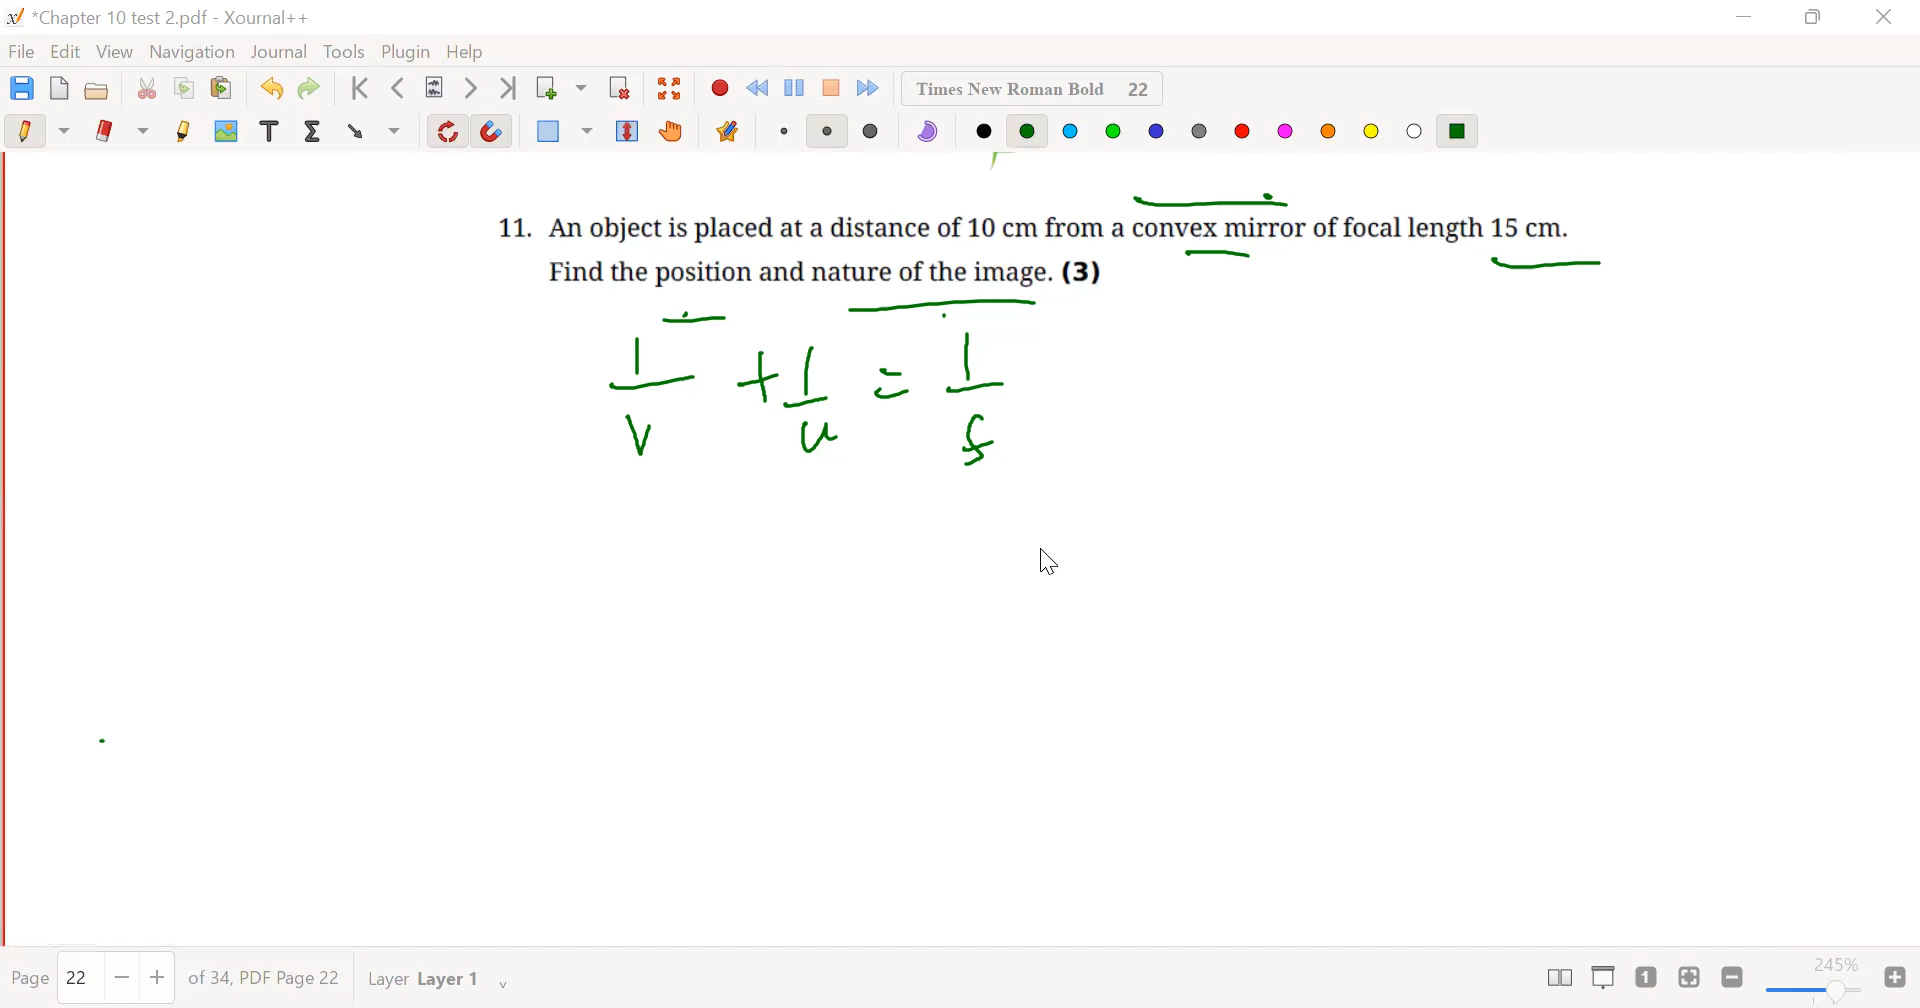 *Chapter 10 test 2.pdf - Xournal++
File Edit View Navigation Journal Tools Plugin Help
Times New Roman Bold 22
11. An object is placed at a distance of 10 cm from a convex mirror of focal length 15 cm.
Find the position and nature of the image. (3)
1/v + 1/u = 1/f
Page 22 of 34, PDF Page 22 Layer Layer 1
245%